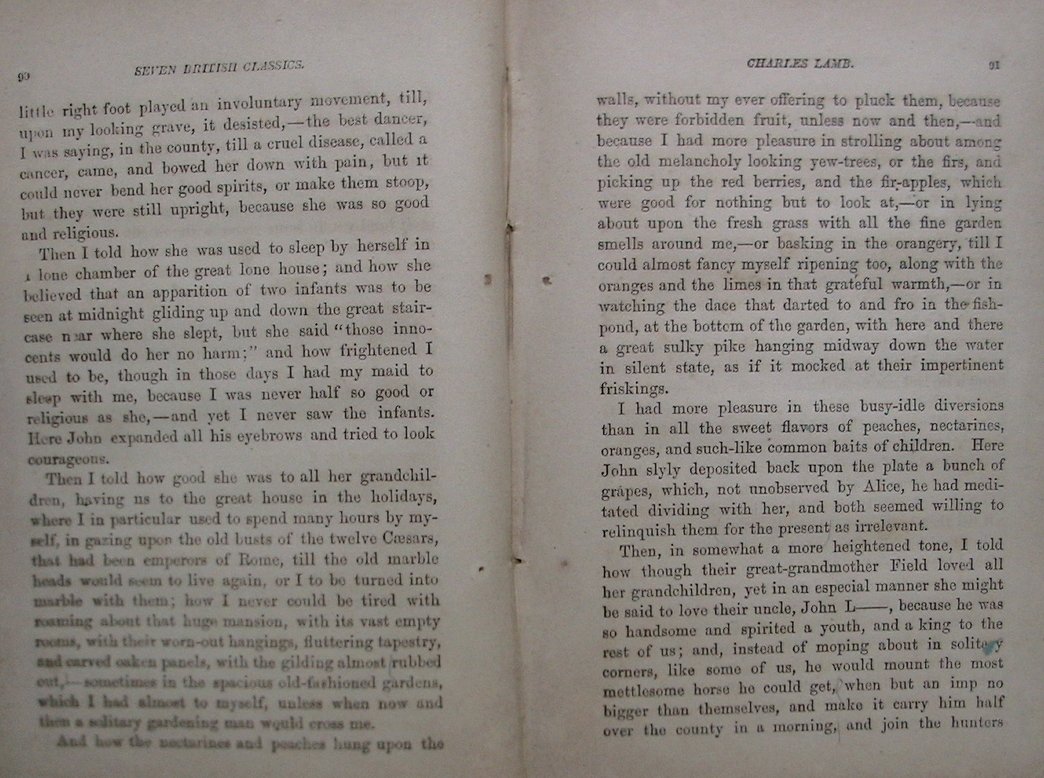 90 SEVEN BRITISH CLASSICS.
little right foot played an involuntary movement, till,
upon my looking grave, it desisted,—the best dancer,
I was saying, in the county, till a cruel disease, called a
cancer, came, and bowed her down with pain, but it
could never bend her good spirits, or make them stoop,
but they were still upright, because she was so good
and religious.
Then I told how she was used to sleep by herself in
a lone chamber of the great lone house; and how she
believed that an apparition of two infants was to be
seen at midnight gliding up and down the great stair-
case near where she slept, but she said "those inno-
cents would do her no harm;" and how frightened I
used to be, though in those days I had my maid to
sleep with me, because I was never half so good or
religious as she,—and yet I never saw the infants.
Here John expanded all his eyebrows and tried to look
courageous.
Then I told how good she was to all her grandchil-
dren, having us to the great house in the holidays,
where I in particular used to spend many hours by my-
self, in gazing upon the old busts of the twelve Cæsars,
that had been emperors of Rome, till the old marble
heads would seem to live again, or I to be turned into
marble with them; how I never could be tired with
roaming about that huge mansion, with its vast empty
rooms, with their worn-out hangings, fluttering tapestry,
and carved oaken panels, with the gilding almost rubbed
out,—sometimes in the spacious old-fashioned gardens,
which I had almost to myself, unless when now and
then a solitary gardening man would cross me.
And how the nectarines and peaches hung upon the
CHARLES LAMB. 91
walls, without my ever offering to pluck them, because
they were forbidden fruit, unless now and then,—and
because I had more pleasure in strolling about among
the old melancholy looking yew-trees, or the firs, and
picking up the red berries, and the fir-apples, which
were good for nothing but to look at,—or in lying
about upon the fresh grass with all the fine garden
smells around me,—or basking in the orangery, till I
could almost fancy myself ripening too, along with the
oranges and the limes in that grateful warmth,—or in
watching the dace that darted to and fro in the fish-
pond, at the bottom of the garden, with here and there
a great sulky pike hanging midway down the water
in silent state, as if it mocked at their impertinent
friskings.
I had more pleasure in these busy-idle diversions
than in all the sweet flavors of peaches, nectarines,
oranges, and such-like common baits of children. Here
John slyly deposited back upon the plate a bunch of
grapes, which, not unobserved by Alice, he had medi-
tated dividing with her, and both seemed willing to
relinquish them for the present as irrelevant.
Then, in somewhat a more heightened tone, I told
how though their great-grandmother Field loved all
her grandchildren, yet in an especial manner she might
be said to love their uncle, John L——, because he was
so handsome and spirited a youth, and a king to the
rest of us; and, instead of moping about in solitary
corners, like some of us, he would mount the most
mettlesome horse he could get, when but an imp no
bigger than themselves, and make it carry him half
over the county in a morning, and join the hunters